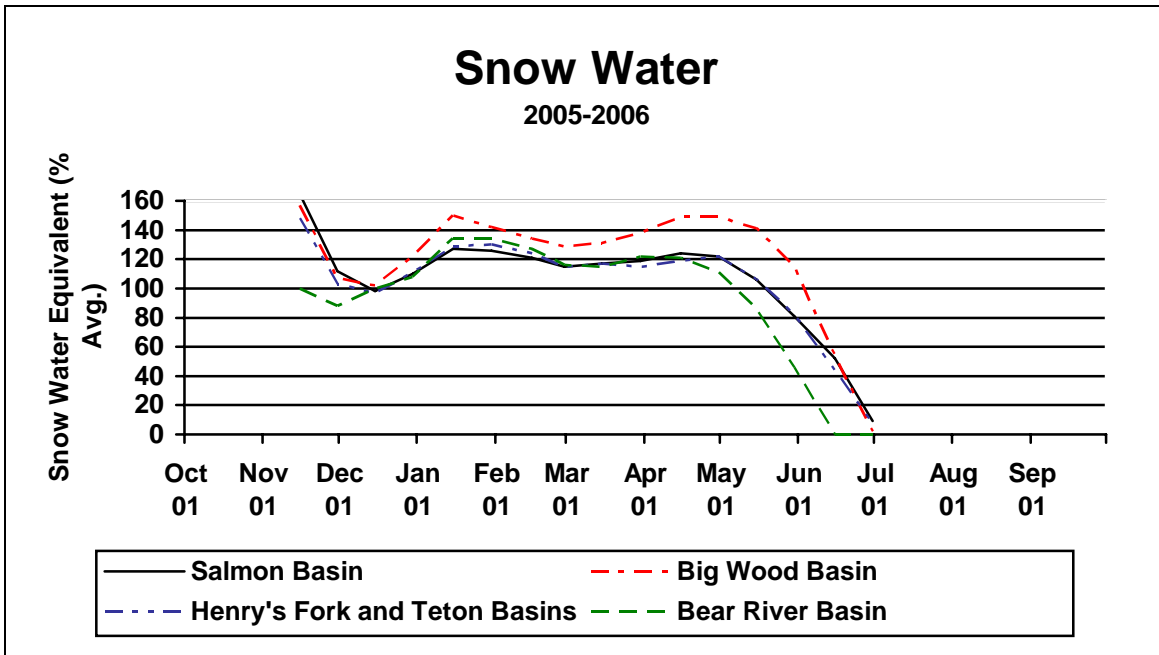 Snow Water
2005-2006
Snow Water Equivalent (%
Avg.)
160
140
120
100
80
60
40
20
0
Oct Nov Dec Jan Feb Mar Apr May Jun Jul Aug Sep
01 01 01 01 01 01 01 01 01 01 01 01
Salmon Basin Big Wood Basin
Henry's Fork and Teton Basins Bear River Basin